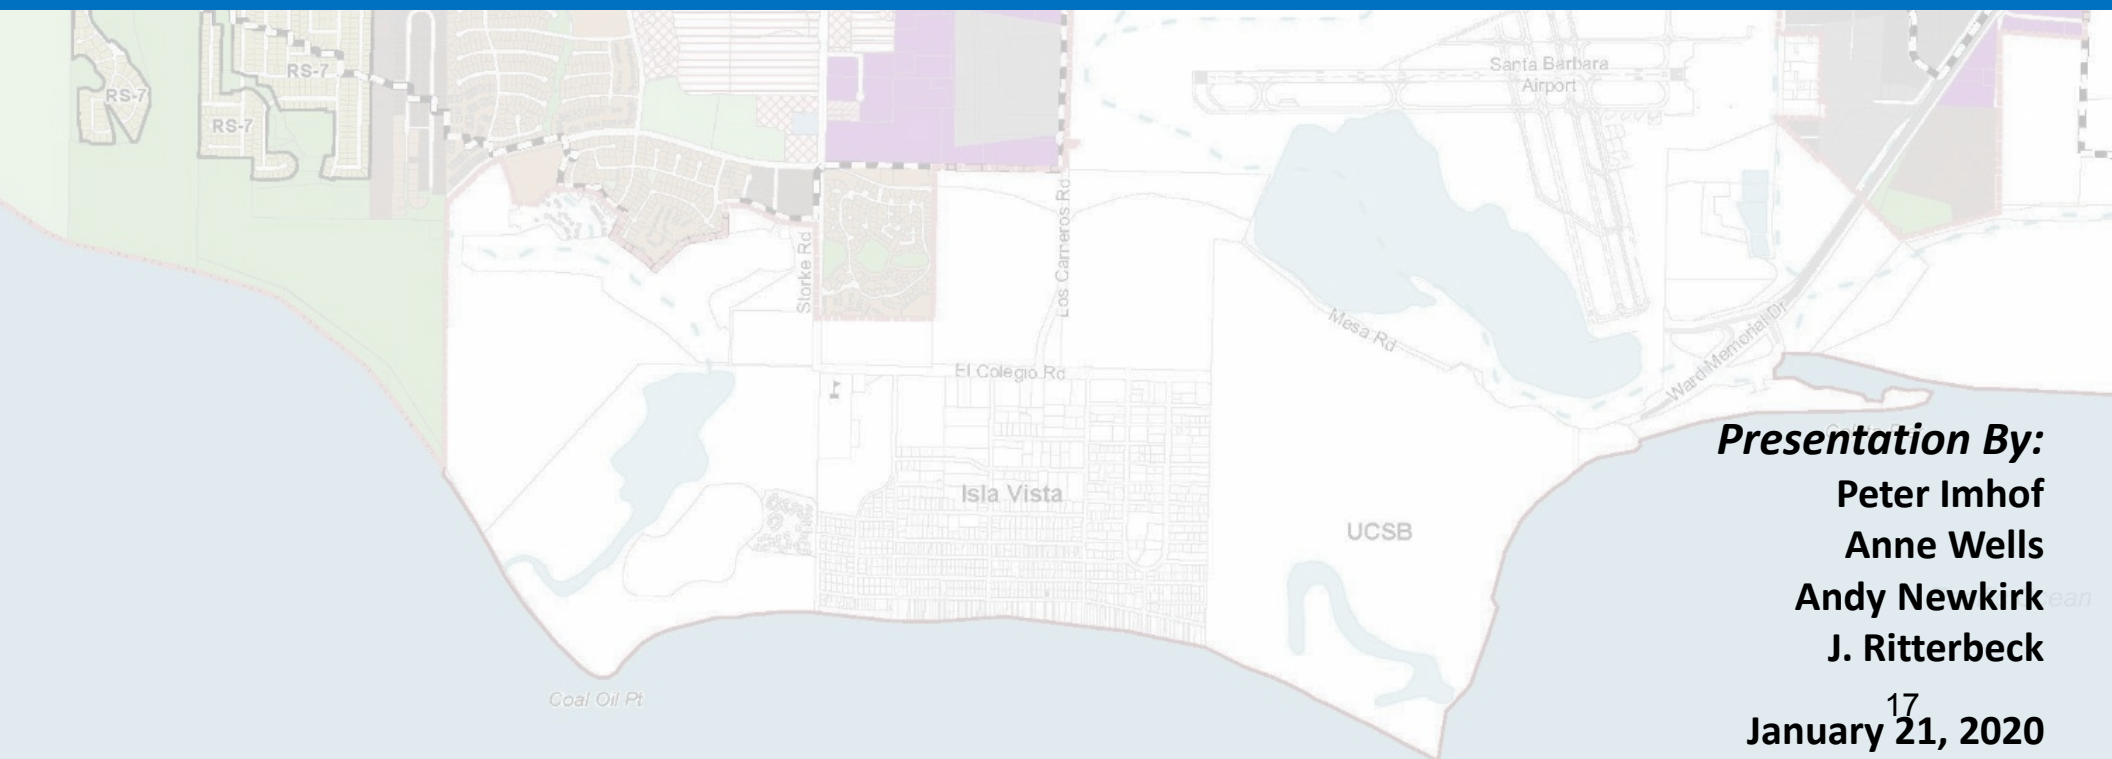 Santa Barbara
Airport
RS-7
RS-7
RS-7
Los Carneros Rd
Storke Rd
Mesa Rd
Ward Memorial Dr
El Colegio Rd
Isla Vista
UCSB
Coal Oil Pt
Presentation By:
Peter Imhof
Anne Wells
Andy Newkirk
J. Ritterbeck
17
January 21, 2020